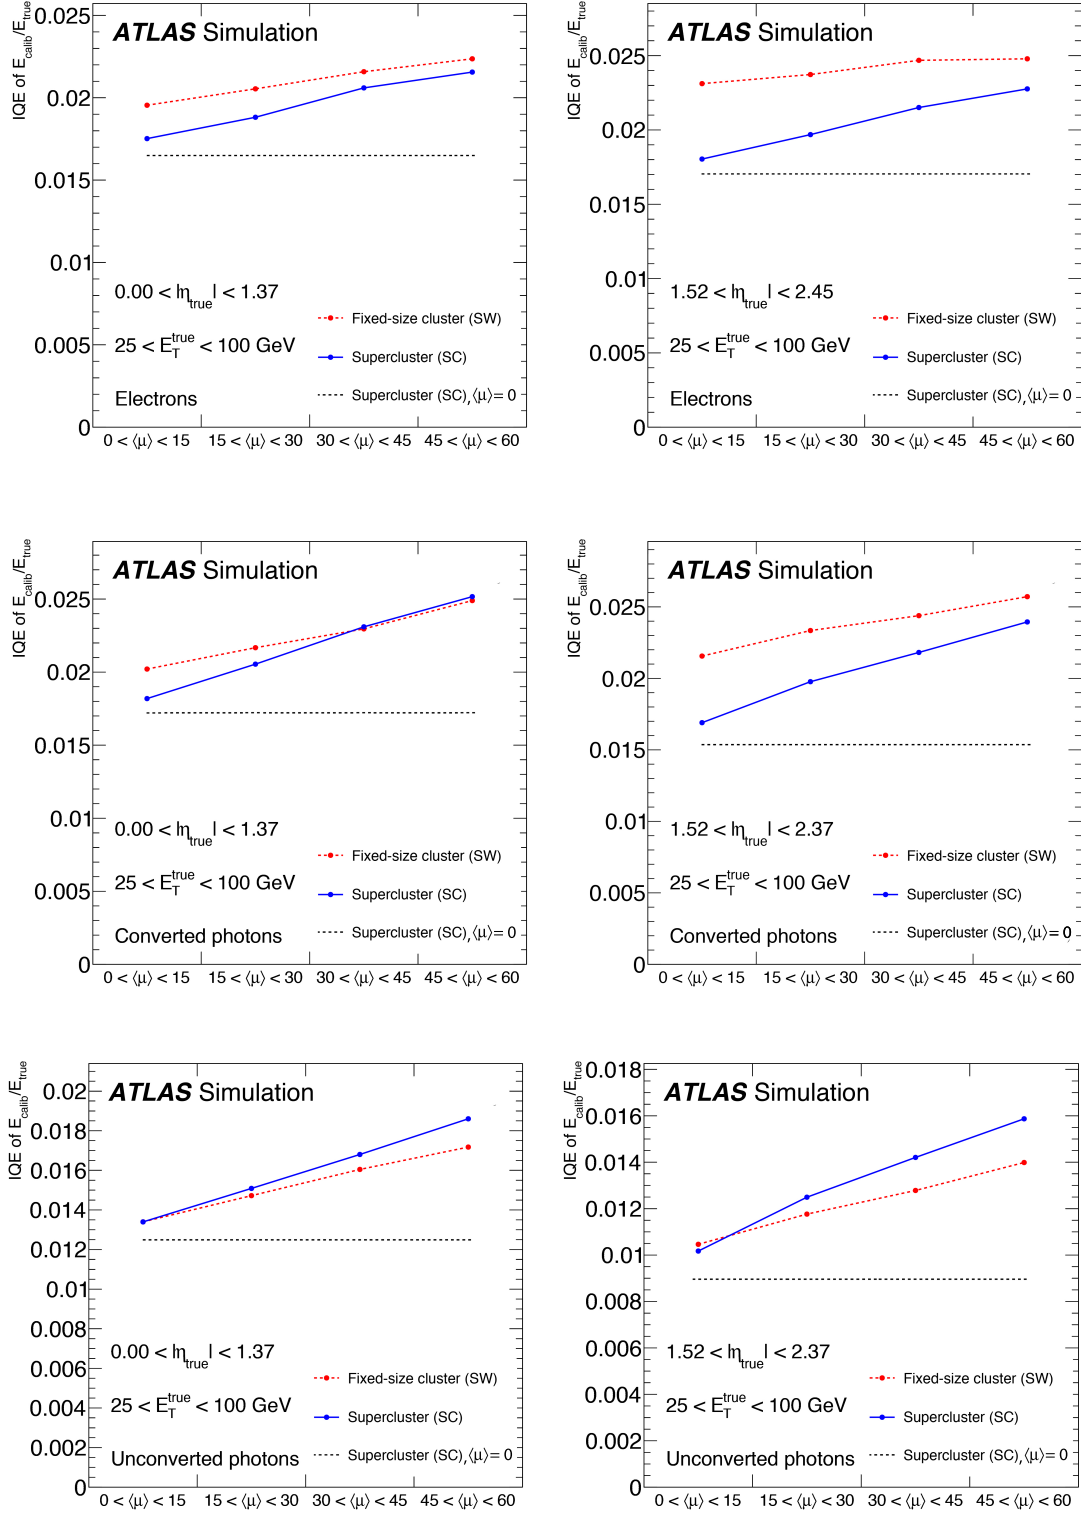 IQE of E_calib/E_true
0.025
0.02
0.015
0.01
0.005
0
ATLAS Simulation
0.00 < |η_true| < 1.37
25 < E_T^true < 100 GeV
Electrons
Fixed-size cluster (SW)
Supercluster (SC)
Supercluster (SC), ⟨μ⟩ = 0
0 < ⟨μ⟩ < 15 15 < ⟨μ⟩ < 30 30 < ⟨μ⟩ < 45 45 < ⟨μ⟩ < 60
IQE of E_calib/E_true
0.025
0.02
0.015
0.01
0.005
0
ATLAS Simulation
1.52 < |η_true| < 2.45
25 < E_T^true < 100 GeV
Electrons
Fixed-size cluster (SW)
Supercluster (SC)
Supercluster (SC), ⟨μ⟩ = 0
0 < ⟨μ⟩ < 15 15 < ⟨μ⟩ < 30 30 < ⟨μ⟩ < 45 45 < ⟨μ⟩ < 60
IQE of E_calib/E_true
0.025
0.02
0.015
0.01
0.005
0
ATLAS Simulation
0.00 < |η_true| < 1.37
25 < E_T^true < 100 GeV
Converted photons
Fixed-size cluster (SW)
Supercluster (SC)
Supercluster (SC), ⟨μ⟩ = 0
0 < ⟨μ⟩ < 15 15 < ⟨μ⟩ < 30 30 < ⟨μ⟩ < 45 45 < ⟨μ⟩ < 60
IQE of E_calib/E_true
0.025
0.02
0.015
0.01
0.005
0
ATLAS Simulation
1.52 < |η_true| < 2.37
25 < E_T^true < 100 GeV
Converted photons
Fixed-size cluster (SW)
Supercluster (SC)
Supercluster (SC), ⟨μ⟩ = 0
0 < ⟨μ⟩ < 15 15 < ⟨μ⟩ < 30 30 < ⟨μ⟩ < 45 45 < ⟨μ⟩ < 60
IQE of E_calib/E_true
0.02
0.018
0.016
0.014
0.012
0.01
0.008
0.006
0.004
0.002
0
ATLAS Simulation
0.00 < |η_true| < 1.37
25 < E_T^true < 100 GeV
Unconverted photons
Fixed-size cluster (SW)
Supercluster (SC)
Supercluster (SC), ⟨μ⟩ = 0
0 < ⟨μ⟩ < 15 15 < ⟨μ⟩ < 30 30 < ⟨μ⟩ < 45 45 < ⟨μ⟩ < 60
IQE of E_calib/E_true
0.018
0.016
0.014
0.012
0.01
0.008
0.006
0.004
0.002
0
ATLAS Simulation
1.52 < |η_true| < 2.37
25 < E_T^true < 100 GeV
Unconverted photons
Fixed-size cluster (SW)
Supercluster (SC)
Supercluster (SC), ⟨μ⟩ = 0
0 < ⟨μ⟩ < 15 15 < ⟨μ⟩ < 30 30 < ⟨μ⟩ < 45 45 < ⟨μ⟩ < 60